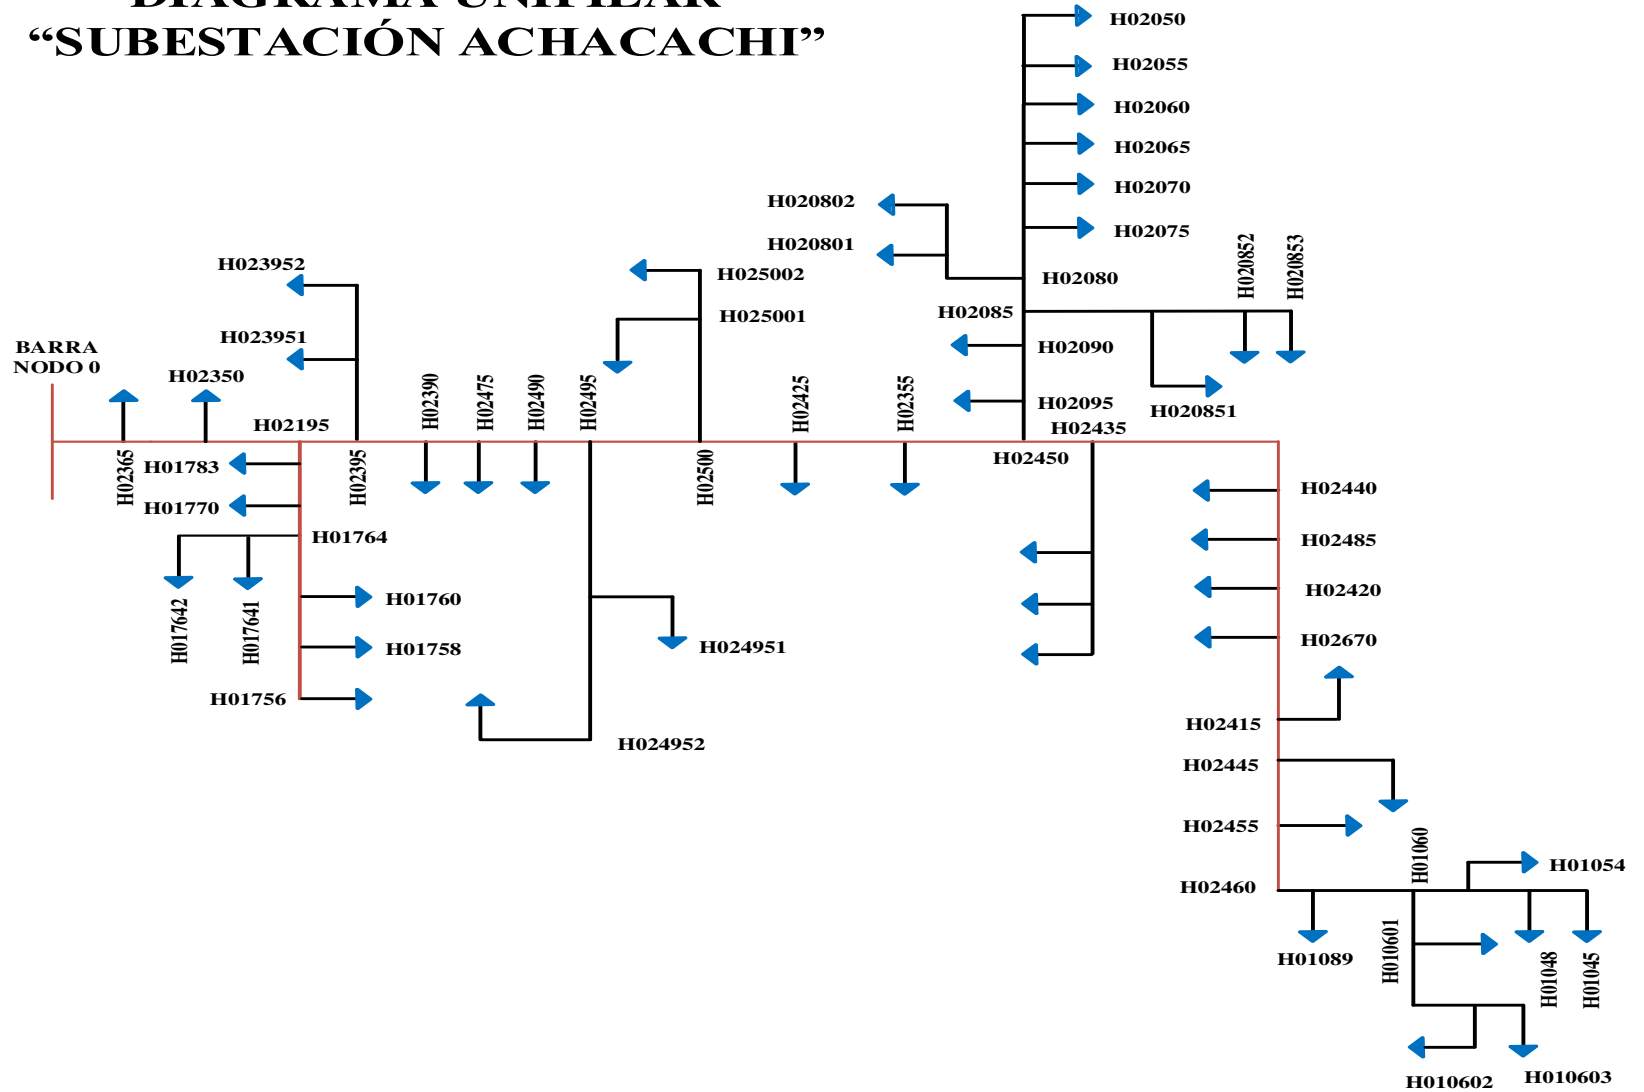 DIAGRAMA UNIFILAR
“SUBESTACIÓN ACHACACHI”
H02050
H02055
H02060
H02065
H02070
H02075
H020802
H020801
H02080
H020852
H020853
H02085
H02090
H02095
H020851
H023952
H023951
H025002
H025001
BARRA
NODO 0
H02350
H02195
H02365
H02395
H02390
H02475
H02490
H02495
H02500
H02425
H02355
H02435
H02450
H01783
H01770
H01764
H017642
H017641
H01760
H01758
H01756
H024951
H024952
H02440
H02485
H02420
H02670
H02415
H02445
H02455
H02460
H01060
H01054
H01089
H010601
H01048
H01045
H010602
H010603